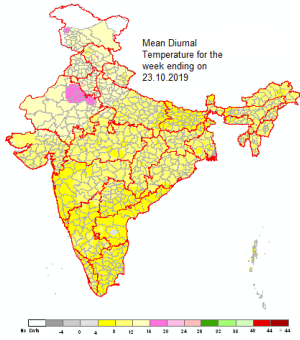 Mean Diurnal
Temperature for the
week ending on
23.10.2019
No Data -4 0 4 8 12 16 20 24 28 32 36 40 44 > 44